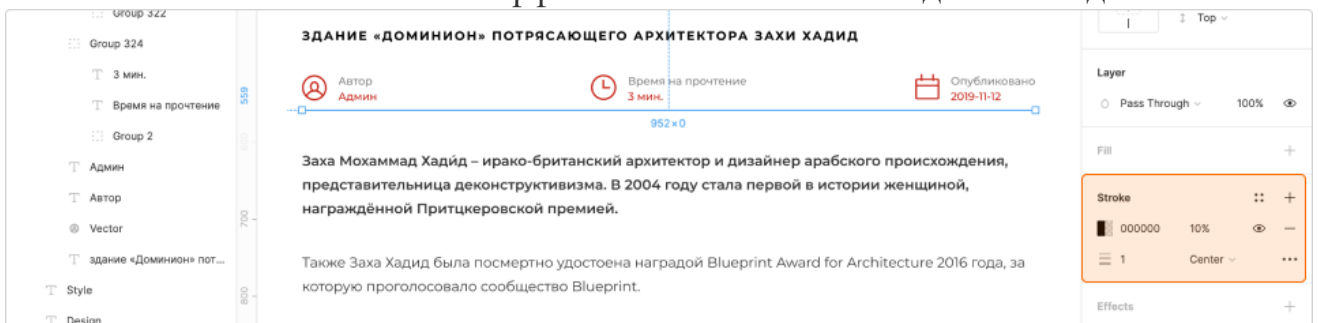 Group 322
Group 324
3 мин.
Время на прочтение
Group 2
Админ
Автор
Vector
здание «Доминион» пот...
Style
Design
559
600
700
800
ЗДАНИЕ «ДОМИНИОН» ПОТРЯСАЮЩЕГО АРХИТЕКТОРА ЗАХИ ХАДИД
Автор
Админ
Время на прочтение
3 мин.
Опубликовано
2019-11-12
952 × 0
Заха Мохаммад Хади́д – ирако-британский архитектор и дизайнер арабского происхождения,
представительница деконструктивизма. В 2004 году стала первой в истории женщиной,
награждённой Притцкеровской премией.
Также Заха Хадид была посмертно удостоена наградой Blueprint Award for Architecture 2016 года, за
которую проголосовало сообщество Blueprint.
Top
Layer
Pass Through 100%
Fill
Stroke
000000 10%
1 Center
Effects